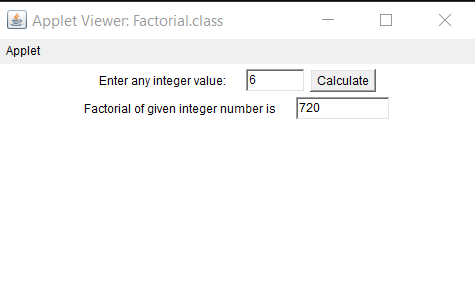 Applet Viewer: Factorial.class
Applet
Enter any integer value: 6 Calculate
Factorial of given integer number is 720